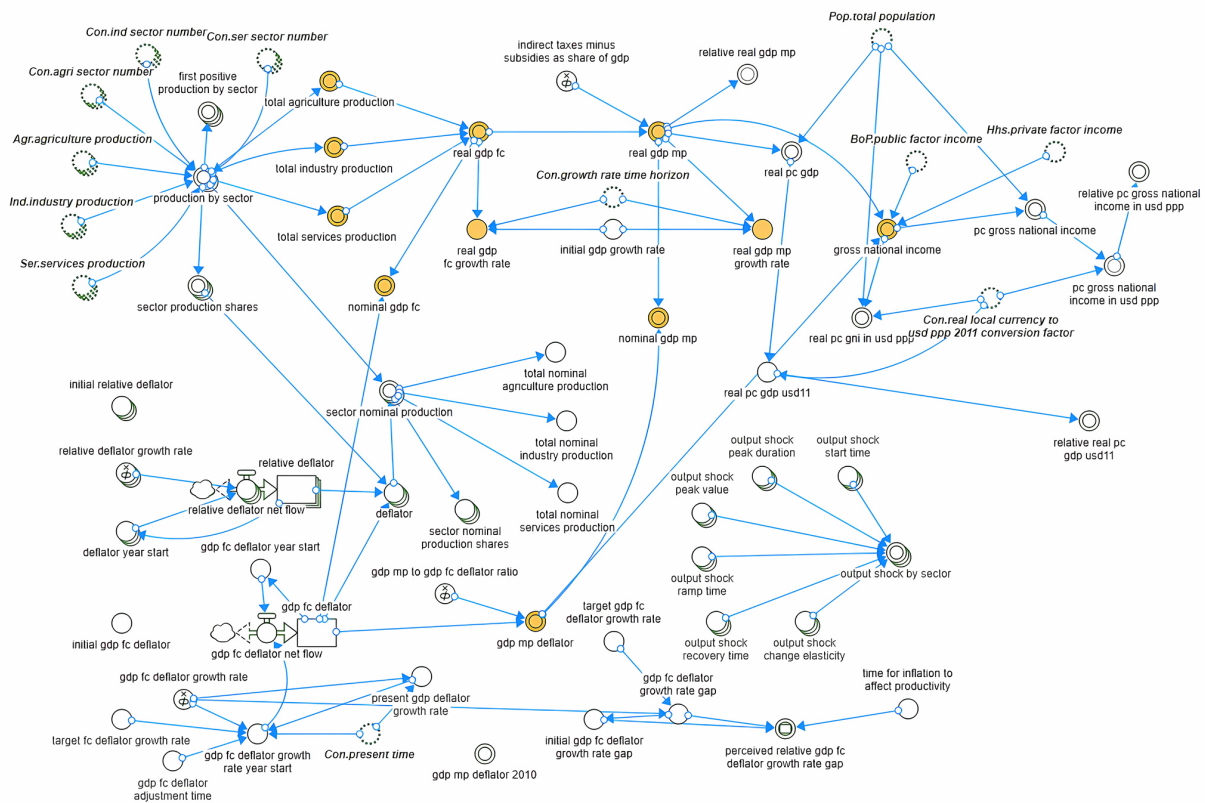 Pop.total population
Con.ind sector number
Con.ser sector number
indirect taxes minus
subsidies as share of gdp
relative real gdp mp
Con.agri sector number
first positive
production by sector
total agriculture production
Agr.agriculture production
real gdp fc
real gdp mp
BoP.public factor income
Hhs.private factor income
total industry production
real pc gdp
Con.growth rate time horizon
relative pc gross national
income in usd ppp
production by sector
Ind.industry production
total services production
pc gross national income
real gdp
fc growth rate
initial gdp growth rate
real gdp mp
growth rate
gross national income
Ser.services production
sector production shares
nominal gdp fc
pc gross national
income in usd ppp
Con.real local currency to
usd ppp 2011 conversion factor
real pc gni in usd ppp
nominal gdp mp
total nominal
agriculture production
initial relative deflator
real pc gdp usd11
sector nominal production
total nominal
industry production
relative real pc
gdp usd11
relative deflator growth rate
relative deflator
output shock
peak duration
output shock
start time
output shock
peak value
relative deflator net flow
deflator
total nominal
services production
sector nominal
production shares
deflator year start
gdp fc deflator year start
gdp mp to gdp fc deflator ratio
output shock
ramp time
output shock by sector
gdp fc deflator
target gdp fc
deflator growth rate
initial gdp fc deflator
gdp fc deflator net flow
gdp mp deflator
output shock
recovery time
output shock
change elasticity
gdp fc deflator growth rate
present gdp deflator
growth rate
gdp fc deflator
growth rate gap
time for inflation to
affect productivity
target fc deflator growth rate
gdp fc deflator growth
rate year start
Con.present time
initial gdp fc deflator
growth rate gap
perceived relative gdp fc
deflator growth rate gap
gdp fc deflator
adjustment time
gdp mp deflator 2010